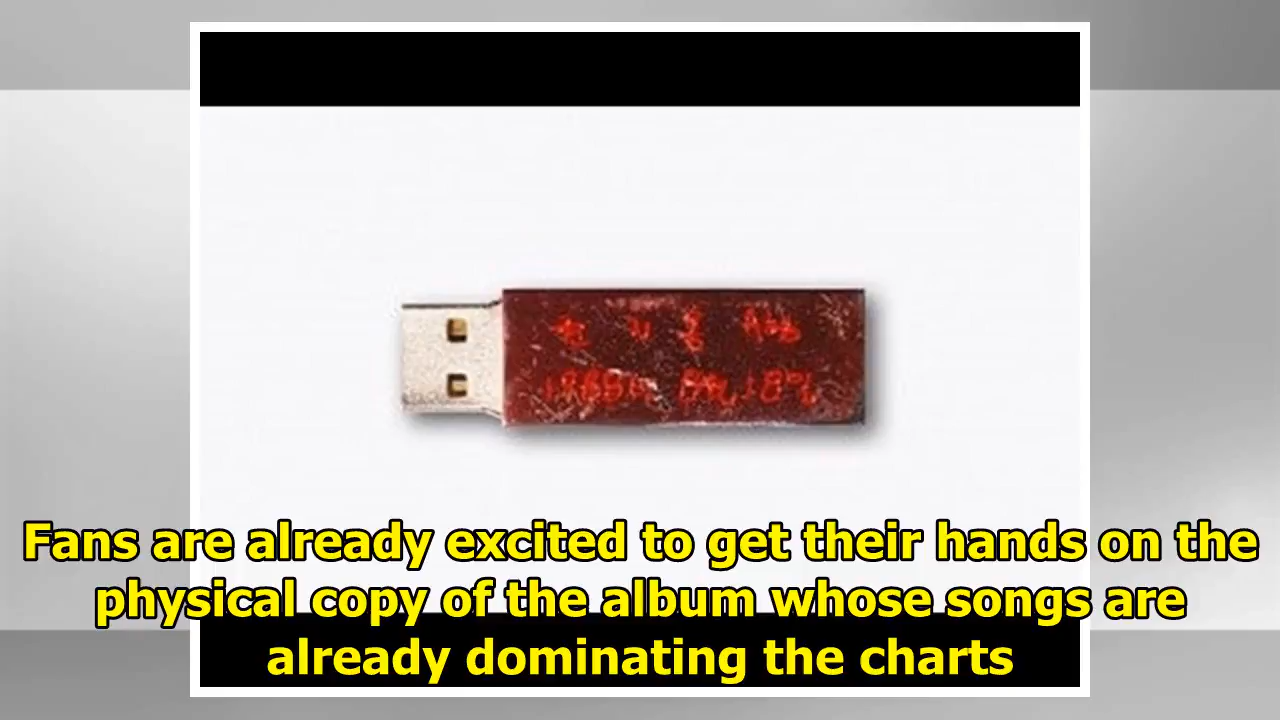 Fans are already excited to get their hands on the
physical copy of the album whose songs are
already dominating the charts